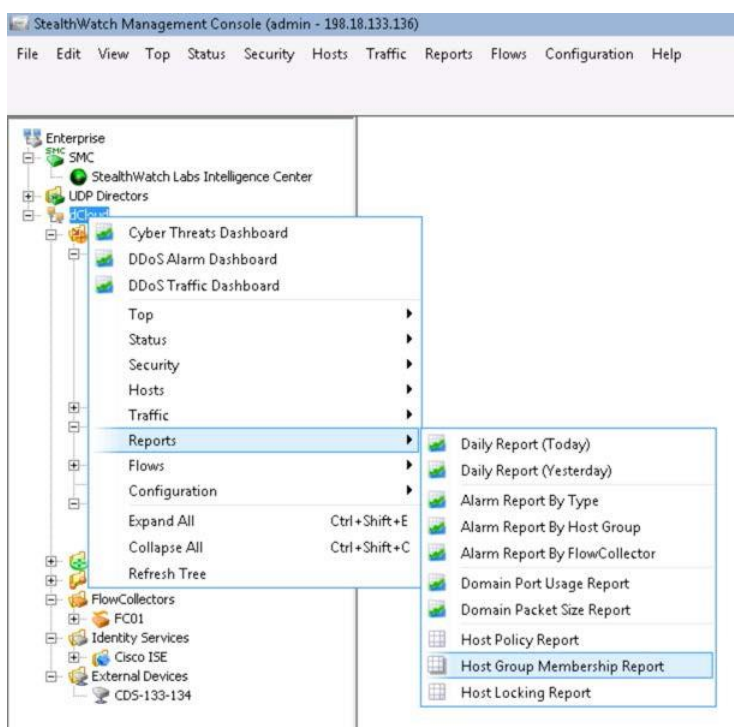 StealthWatch Management Console (admin - 198.18.133.136)
File Edit View Top Status Security Hosts Traffic Reports Flows Configuration Help
Enterprise
SMC
SMC
StealthWatch Labs Intelligence Center
UDP Directors
dCloud
Cyber Threats Dashboard
DDoS Alarm Dashboard
DDoS Traffic Dashboard
Top
Status
Security
Hosts
Traffic
Reports
Flows
Configuration
Expand All Ctrl+Shift+E
Collapse All Ctrl+Shift+C
Refresh Tree
Daily Report (Today)
Daily Report (Yesterday)
Alarm Report By Type
Alarm Report By Host Group
Alarm Report By FlowCollector
Domain Port Usage Report
Domain Packet Size Report
Host Policy Report
Host Group Membership Report
Host Locking Report
FlowCollectors
FC01
Identity Services
Cisco ISE
External Devices
CDS-133-134